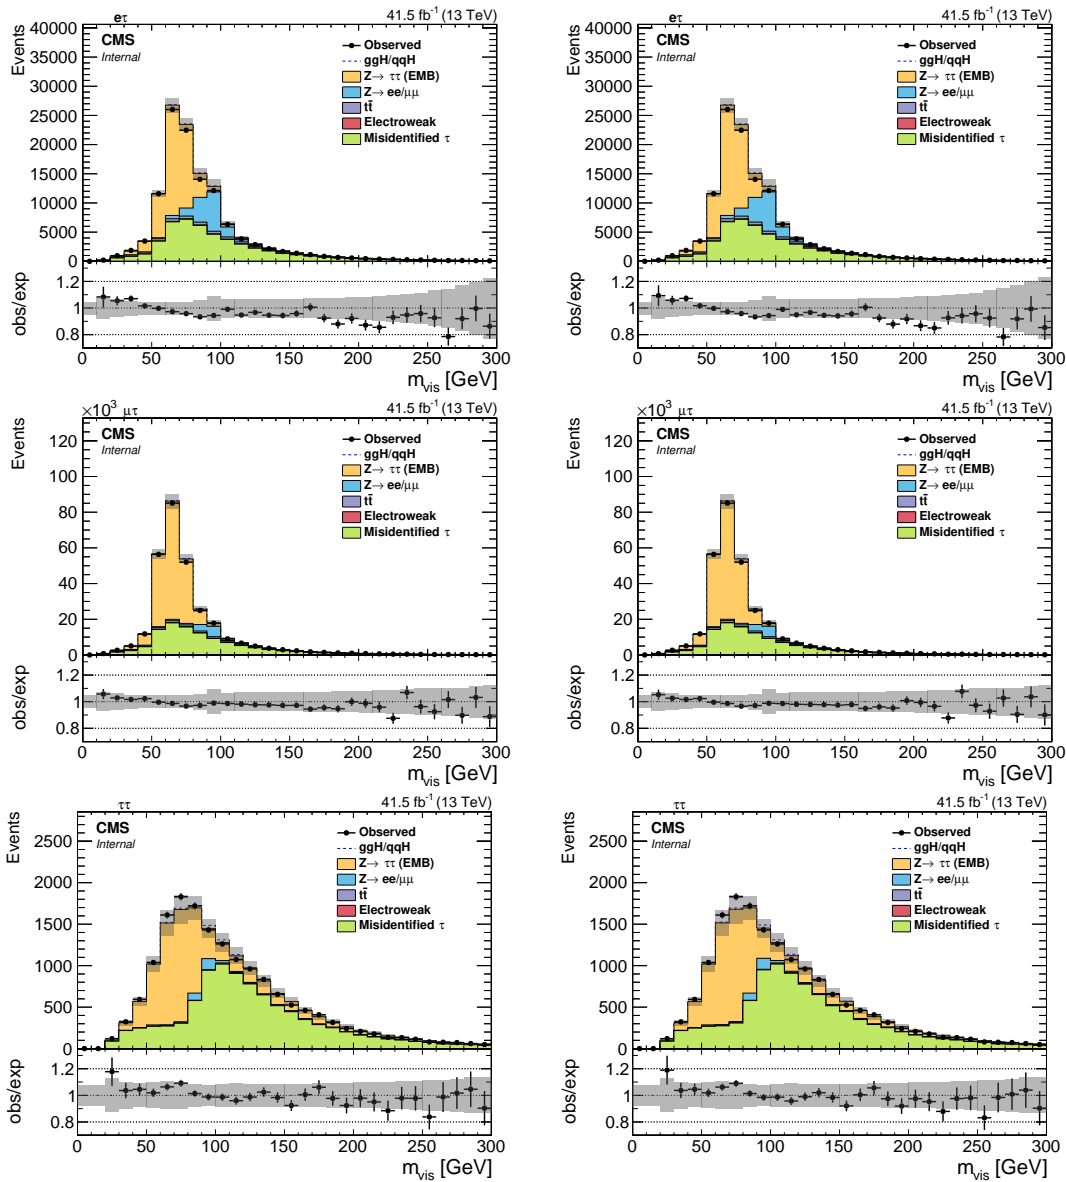 eτ 41.5 fb⁻¹ (13 TeV)
Events
40000
35000
30000
25000
20000
15000
10000
5000
0
CMS
Internal
Observed
ggH/qqH
Z→ ττ (EMB)
Z→ ee/μμ
tt̄
Electroweak
Misidentified τ
obs/exp
1.2
1
0.8
0 50 100 150 200 250 300
m_vis [GeV]
eτ 41.5 fb⁻¹ (13 TeV)
Events
40000
35000
30000
25000
20000
15000
10000
5000
0
CMS
Internal
Observed
ggH/qqH
Z→ ττ (EMB)
Z→ ee/μμ
tt̄
Electroweak
Misidentified τ
obs/exp
1.2
1
0.8
0 50 100 150 200 250 300
m_vis [GeV]
×10³ μτ 41.5 fb⁻¹ (13 TeV)
Events
120
100
80
60
40
20
0
CMS
Internal
Observed
ggH/qqH
Z→ ττ (EMB)
Z→ ee/μμ
tt̄
Electroweak
Misidentified τ
obs/exp
1.2
1
0.8
0 50 100 150 200 250 300
m_vis [GeV]
×10³ μτ 41.5 fb⁻¹ (13 TeV)
Events
120
100
80
60
40
20
0
CMS
Internal
Observed
ggH/qqH
Z→ ττ (EMB)
Z→ ee/μμ
tt̄
Electroweak
Misidentified τ
obs/exp
1.2
1
0.8
0 50 100 150 200 250 300
m_vis [GeV]
ττ 41.5 fb⁻¹ (13 TeV)
Events
2500
2000
1500
1000
500
0
CMS
Internal
Observed
ggH/qqH
Z→ ττ (EMB)
Z→ ee/μμ
tt̄
Electroweak
Misidentified τ
obs/exp
1.2
1
0.8
0 50 100 150 200 250 300
m_vis [GeV]
ττ 41.5 fb⁻¹ (13 TeV)
Events
2500
2000
1500
1000
500
0
CMS
Internal
Observed
ggH/qqH
Z→ ττ (EMB)
Z→ ee/μμ
tt̄
Electroweak
Misidentified τ
obs/exp
1.2
1
0.8
0 50 100 150 200 250 300
m_vis [GeV]